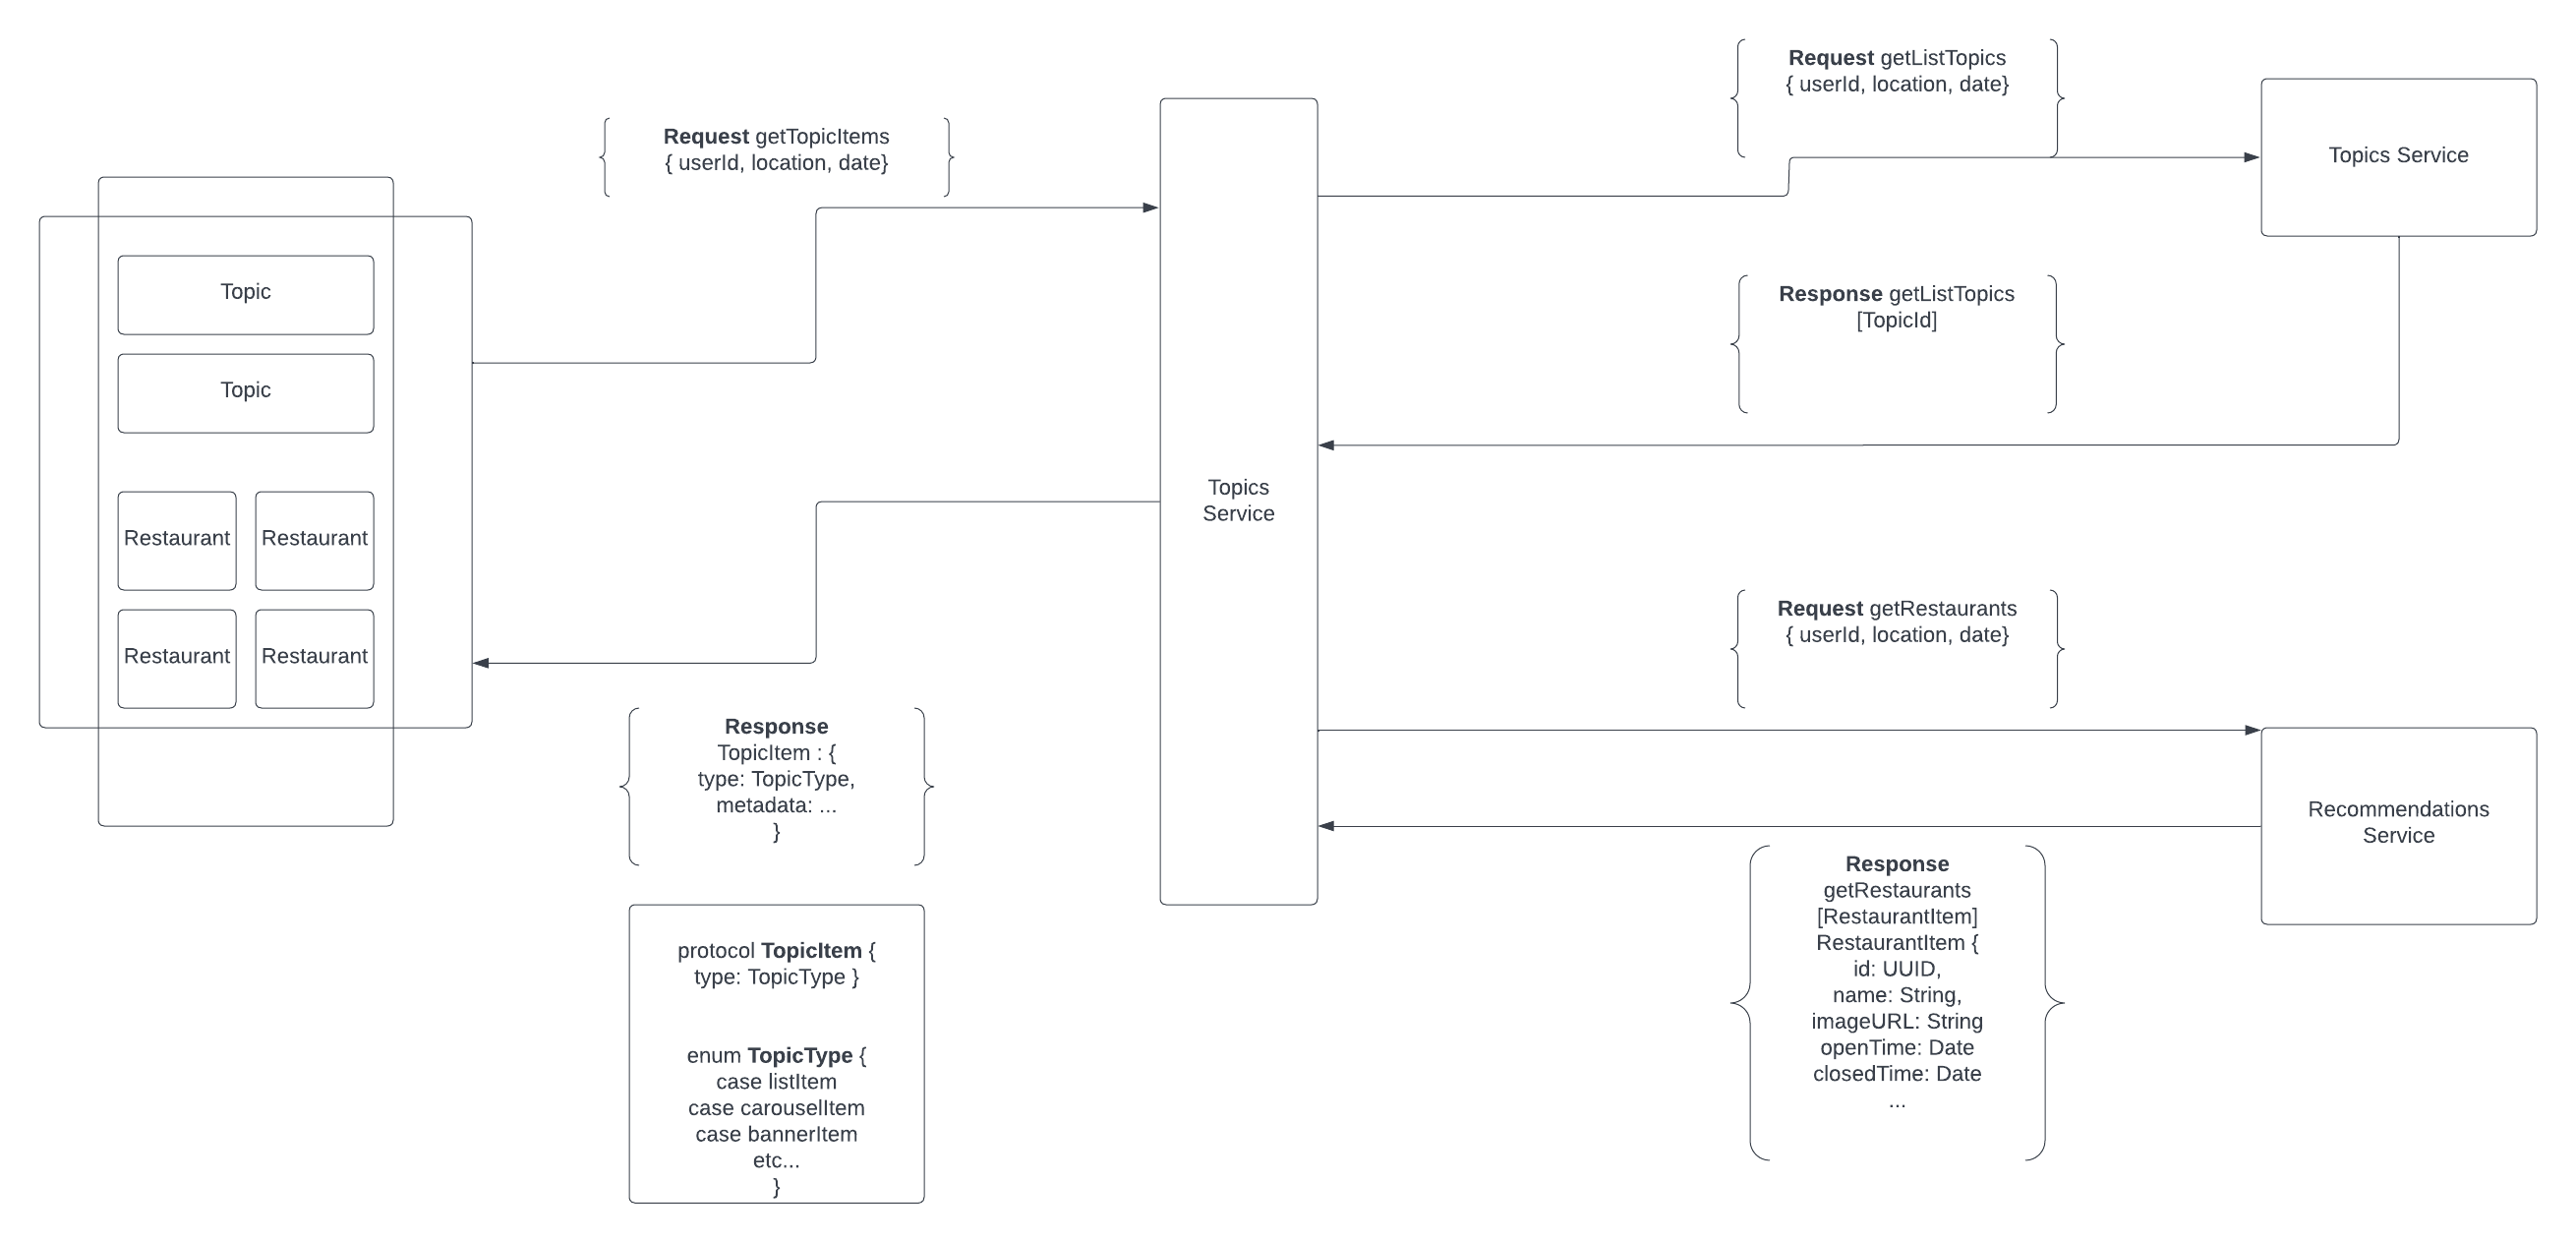 Request getListTopics
{ userId, location, date}
Request getTopicItems
{ userId, location, date}
Topics Service
Topic
Response getListTopics
[TopicId]
Topic
Topics
Service
Restaurant
Restaurant
Request getRestaurants
{ userId, location, date}
Restaurant
Restaurant
Response
TopicItem : {
type: TopicType,
metadata: ...
}
Recommendations
Service
Response
getRestaurants
[RestaurantItem]
RestaurantItem {
id: UUID,
name: String,
imageURL: String
openTime: Date
closedTime: Date
...
protocol TopicItem {
type: TopicType }
enum TopicType {
case listItem
case carouselItem
case bannerItem
etc...
}